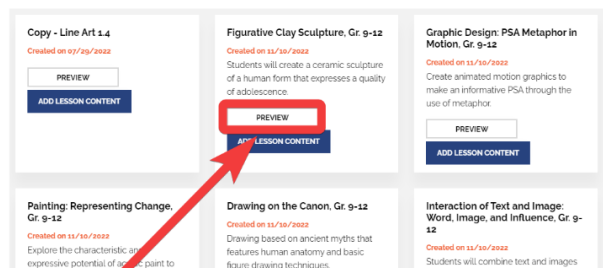 Copy - Line Art 1.4
Created on 07/29/2022
PREVIEW
ADD LESSON CONTENT
Figurative Clay Sculpture, Gr. 9-12
Created on 11/10/2022
Students will create a ceramic sculpture
of a human form that expresses a quality
of adolescence.
PREVIEW
ADD LESSON CONTENT
Graphic Design: PSA Metaphor in
Motion, Gr. 9-12
Created on 11/10/2022
Create animated motion graphics to
make an informative PSA through the
use of metaphor.
PREVIEW
ADD LESSON CONTENT
Painting: Representing Change,
Gr. 9-12
Created on 11/10/2022
Explore the characteristic and
expressive potential of paint to
Drawing on the Canon, Gr. 9-12
Created on 11/10/2022
Drawing based on ancient myths that
features human anatomy and basic
figure drawing techniques.
Interaction of Text and Image:
Word, Image, and Influence, Gr. 9-
12
Created on 11/10/2022
Students will combine text and images